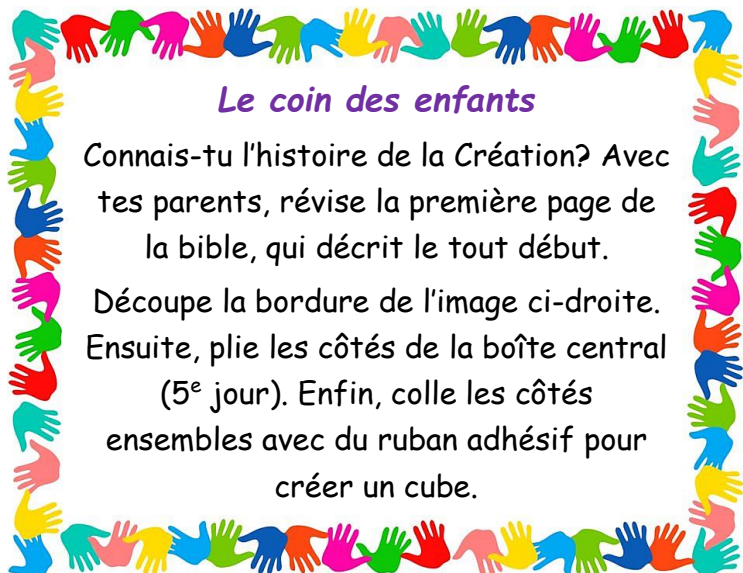 Le coin des enfants
Connais-tu l'histoire de la Création? Avec
tes parents, révise la première page de
la bible, qui décrit le tout début.
Découpe la bordure de l'image ci-droite.
Ensuite, plie les côtés de la boîte central
(5e jour). Enfin, colle les côtés
ensembles avec du ruban adhésif pour
créer un cube.